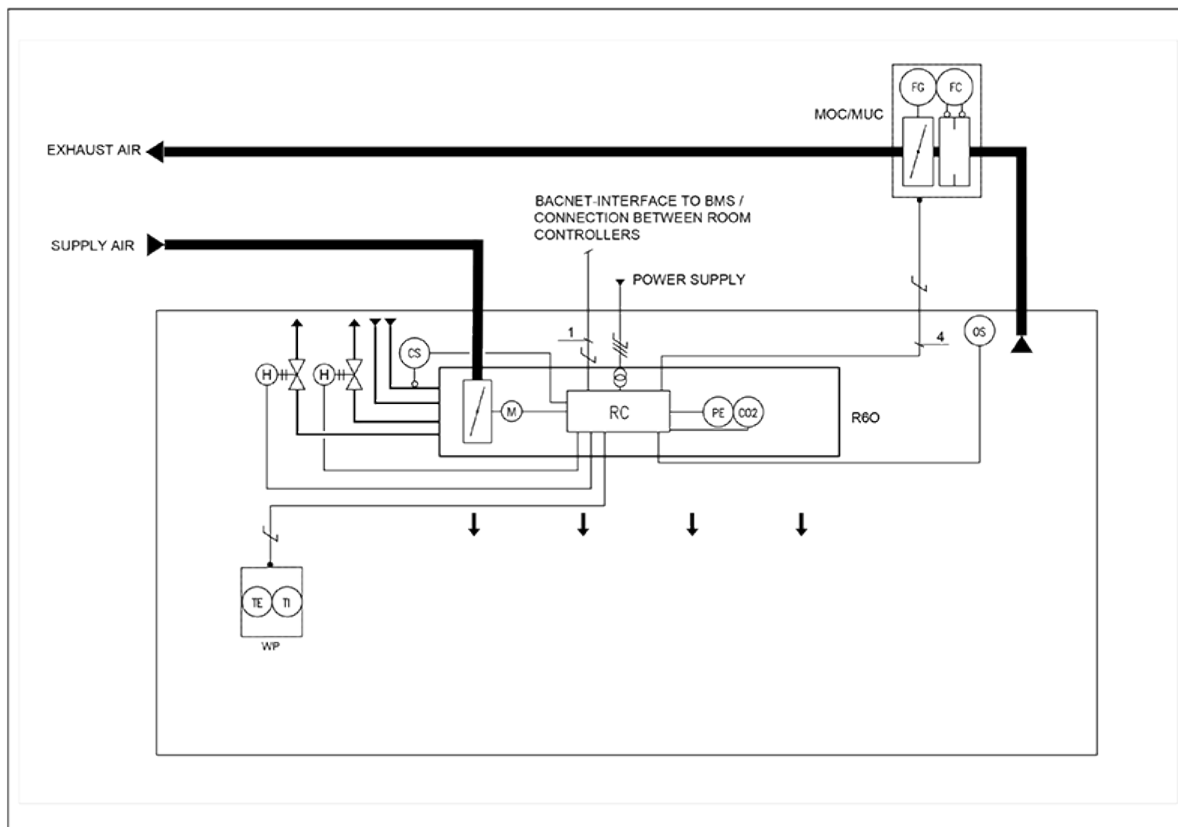 FG FC
MOC/MUC
EXHAUST AIR
BACNET-INTERFACE TO BMS /
CONNECTION BETWEEN ROOM
CONTROLLERS
SUPPLY AIR
POWER SUPPLY
1
4
OS
CS
H
H
M
RC
PE CO2
R6O
TE TI
WP